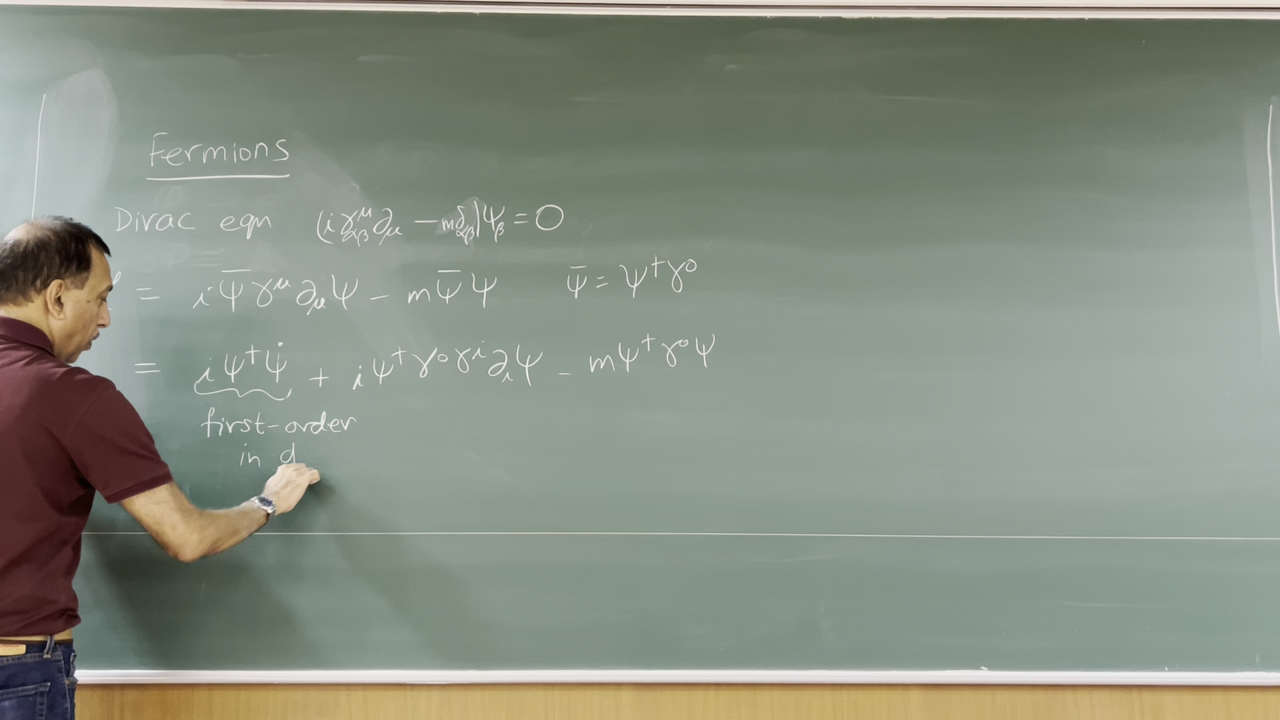 Fermions
Dirac eqn (iγ^μ_{αβ}∂_μ − mδ_{αβ})ψ_β = 0
= iψ̄γ^μ∂_μψ − mψ̄ψ ψ̄ = ψ†γ⁰
= iψ†ψ̇ + iψ†γ⁰γ^i∂_iψ − mψ†γ⁰ψ
first-order
in d